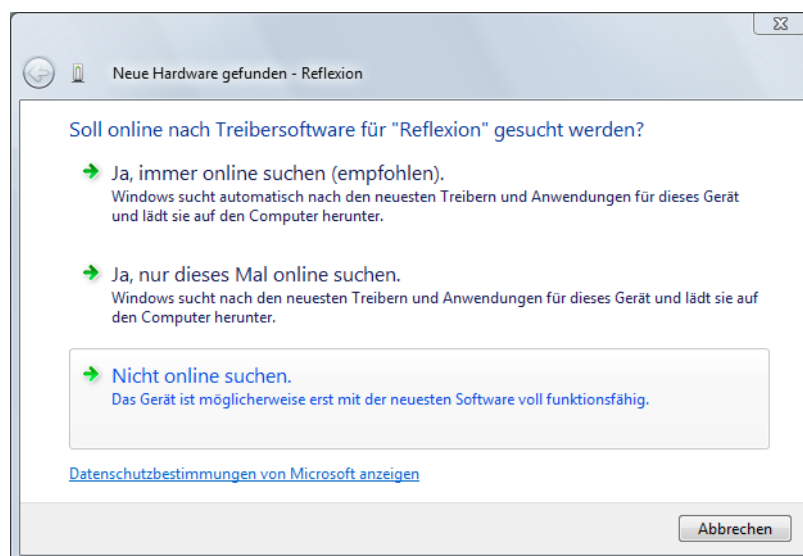 Neue Hardware gefunden - Reflexion
Soll online nach Treibersoftware für "Reflexion" gesucht werden?
Ja, immer online suchen (empfohlen).
Windows sucht automatisch nach den neuesten Treibern und Anwendungen für dieses Gerät
und lädt sie auf den Computer herunter.
Ja, nur dieses Mal online suchen.
Windows sucht nach den neuesten Treibern und Anwendungen für dieses Gerät und lädt sie auf
den Computer herunter.
Nicht online suchen.
Das Gerät ist möglicherweise erst mit der neuesten Software voll funktionsfähig.
Datenschutzbestimmungen von Microsoft anzeigen
Abbrechen